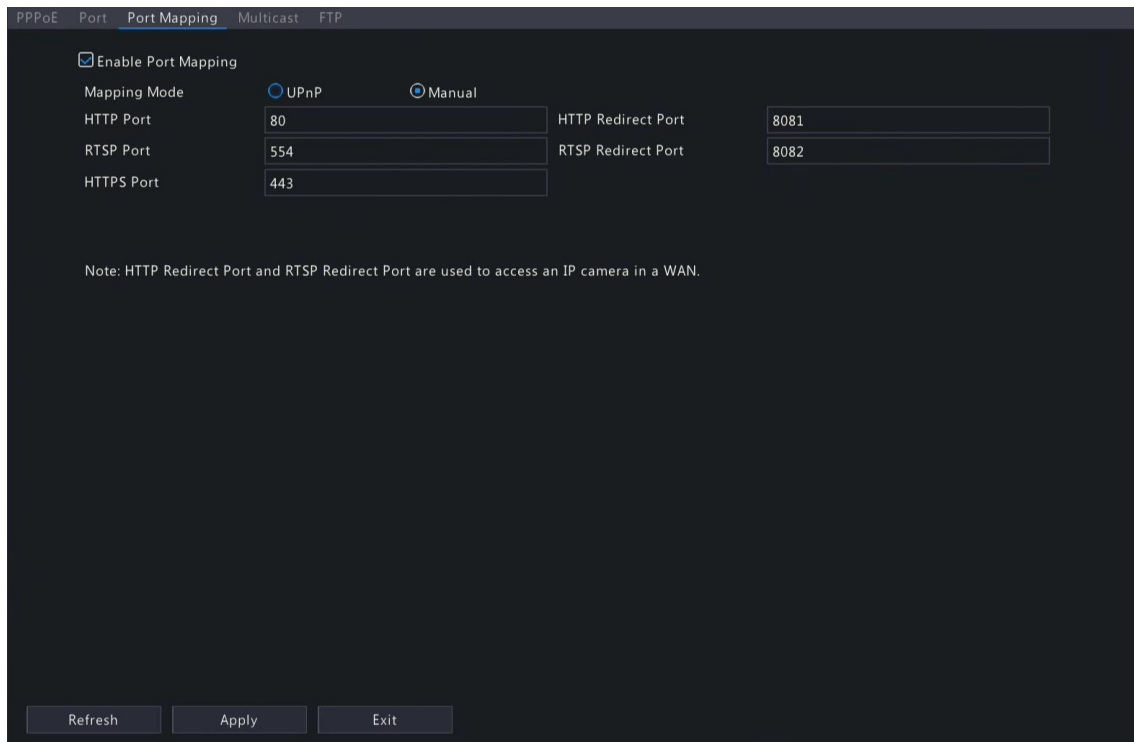 PPPoE Port Port Mapping Multicast FTP
Enable Port Mapping
Mapping Mode UPnP Manual
HTTP Port 80 HTTP Redirect Port 8081
RTSP Port 554 RTSP Redirect Port 8082
HTTPS Port 443
Note: HTTP Redirect Port and RTSP Redirect Port are used to access an IP camera in a WAN.
Refresh Apply Exit